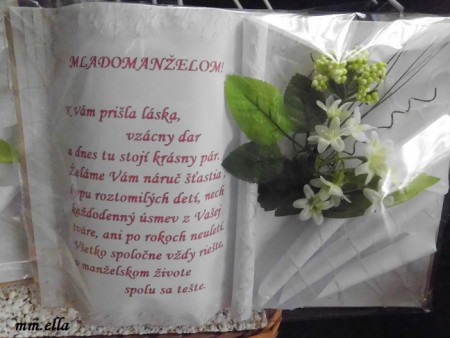 MLADOMANŽELOM!
K Vám prišla láska,
vzácny dar
a dnes tu stojí krásny pár.
Želáme Vám náruč šťastia,
kypu roztomilých detí, nech
každodenný úsmev z Vašej
tváre, ani po rokoch neuletí.
Všetko spoločne vždy riešte,
v manželskom živote
spolu sa tešte.
mm.ella